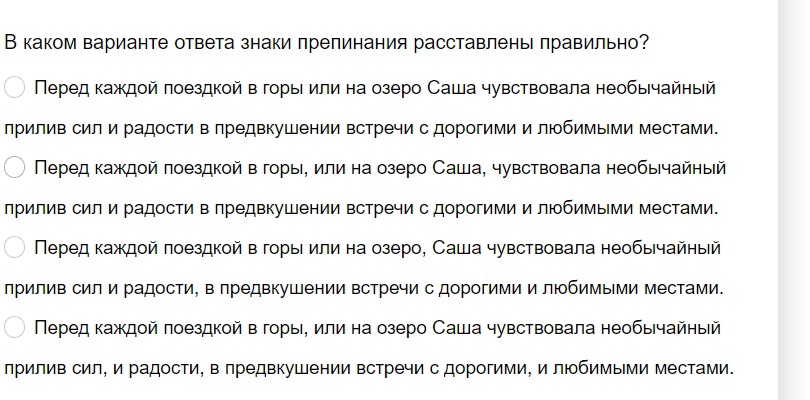 В каком варианте ответа знаки препинания расставлены правильно?
Перед каждой поездкой в горы или на озеро Саша чувствовала необычайный
прилив сил и радости в предвкушении встречи с дорогими и любимыми местами.
Перед каждой поездкой в горы, или на озеро Саша, чувствовала необычайный
прилив сил и радости в предвкушении встречи с дорогими и любимыми местами.
Перед каждой поездкой в горы или на озеро, Саша чувствовала необычайный
прилив сил и радости, в предвкушении встречи с дорогими и любимыми местами.
Перед каждой поездкой в горы, или на озеро Саша чувствовала необычайный
прилив сил, и радости, в предвкушении встречи с дорогими, и любимыми местами.